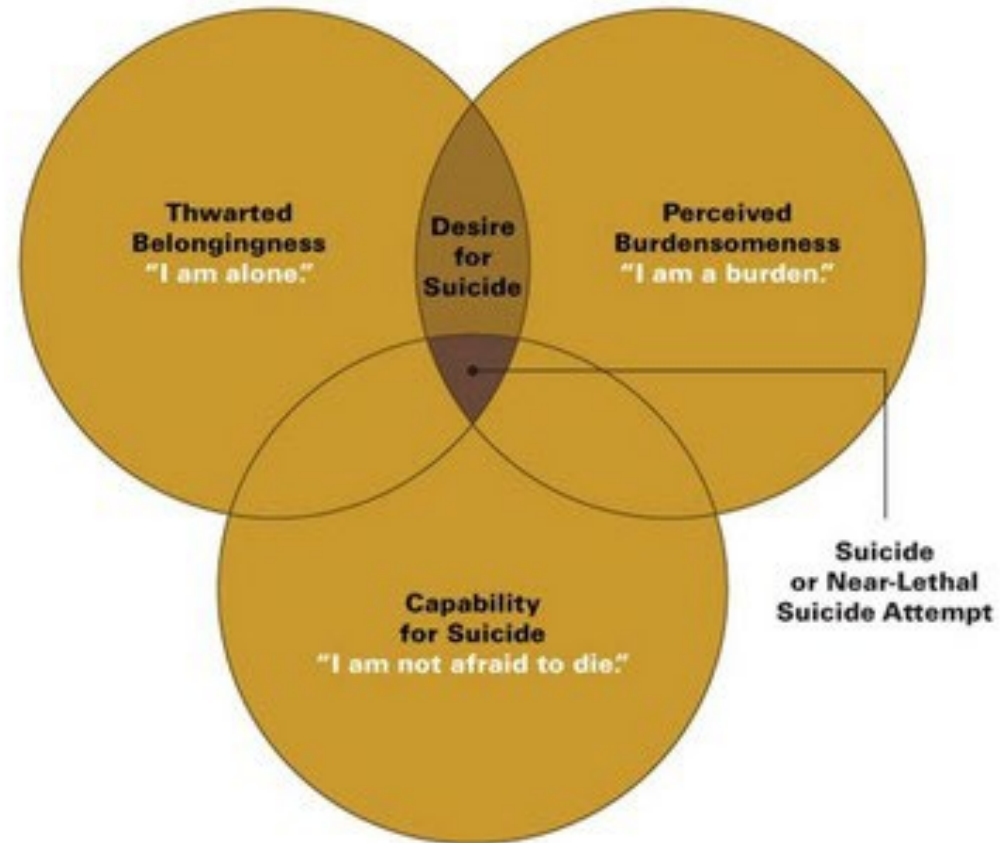 Thwarted
Belongingness
"I am alone."
Desire
for
Suicide
Perceived
Burdensomeness
"I am a burden."
Capability
for Suicide
"I am not afraid to die."
Suicide
or Near-Lethal
Suicide Attempt